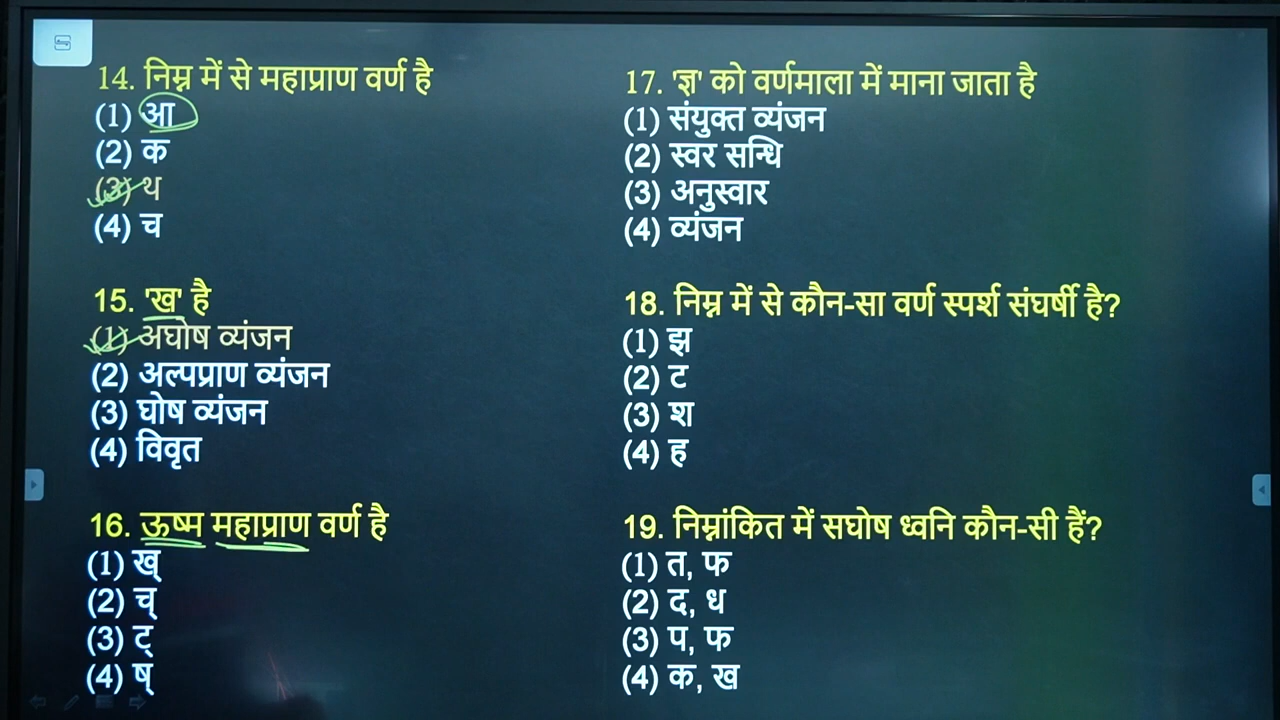 14. निम्न में से महाप्राण वर्ण है
(1) आ
(2) क
(3) थ
(4) च
15. 'ख' है
(1) अघोष व्यंजन
(2) अल्पप्राण व्यंजन
(3) घोष व्यंजन
(4) विवृत
16. ऊष्म महाप्राण वर्ण है
(1) ख्
(2) च्
(3) ट्
(4) ष्
17. 'ज्ञ' को वर्णमाला में माना जाता है
(1) संयुक्त व्यंजन
(2) स्वर सन्धि
(3) अनुस्वार
(4) व्यंजन
18. निम्न में से कौन-सा वर्ण स्पर्श संघर्षी है?
(1) झ
(2) ट
(3) श
(4) ह
19. निम्नांकित में सघोष ध्वनि कौन-सी हैं?
(1) त, फ
(2) द, ध
(3) प, फ
(4) क, ख